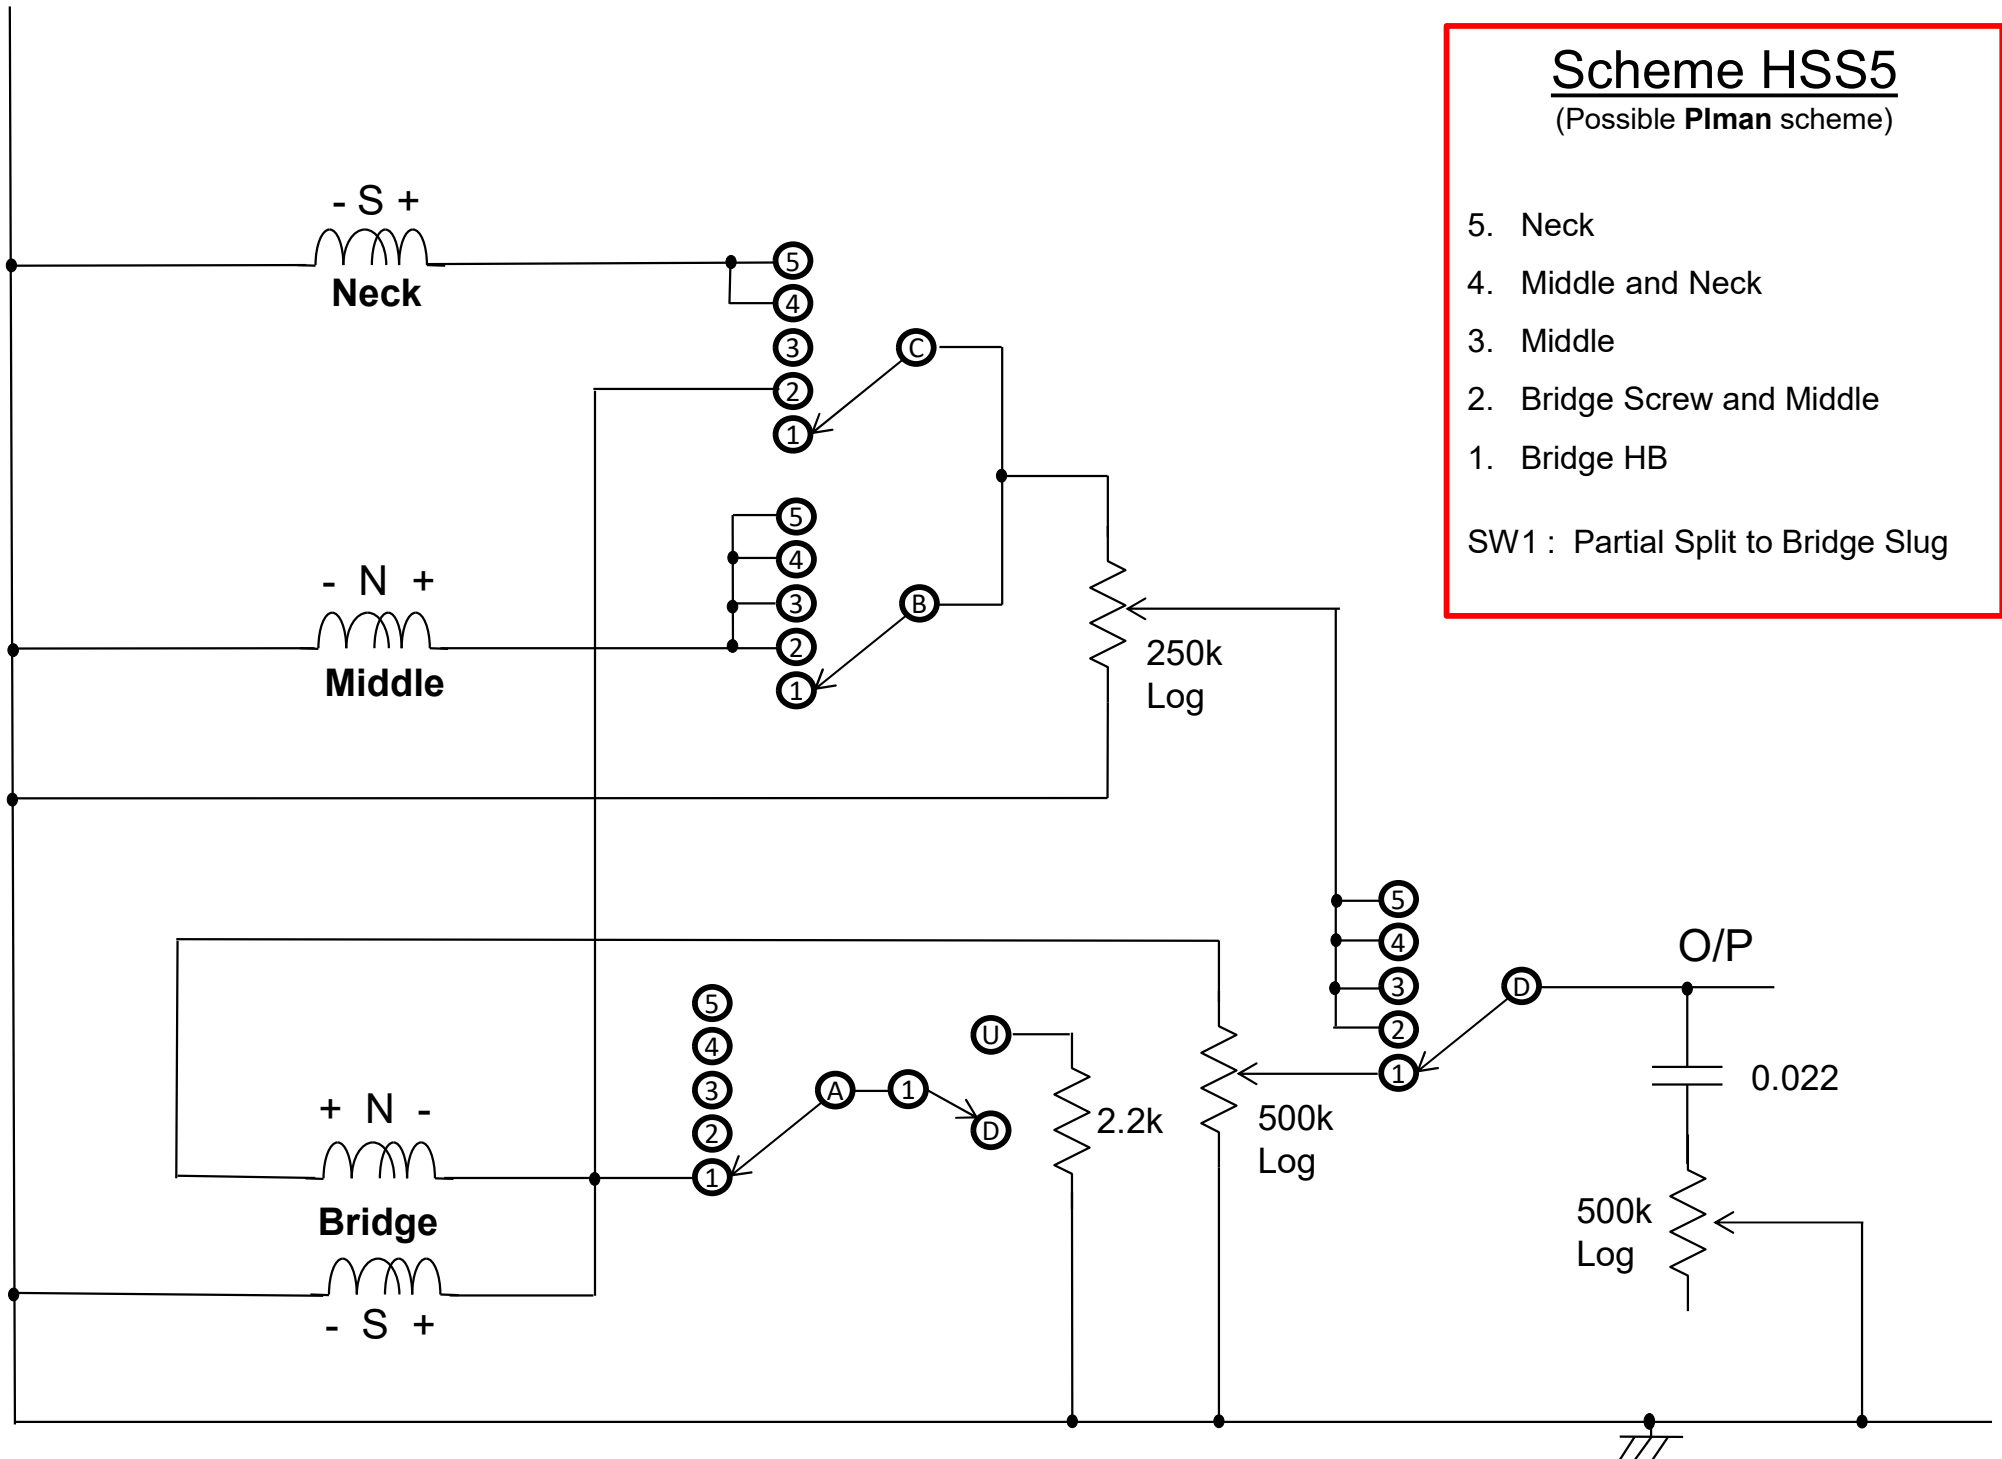 Scheme HSS5
(Possible PIman scheme)
5. Neck
4. Middle and Neck
3. Middle
2. Bridge Screw and Middle
1. Bridge HB
SW1 : Partial Split to Bridge Slug
- S +
Neck
5
4
3
2
1
C
- N +
Middle
5
4
3
2
1
B
250k
Log
5
4
3
2
1
D
O/P
0.022
500k
Log
5
4
3
2
1
A
1
U
D
2.2k
500k
Log
+ N -
Bridge
- S +